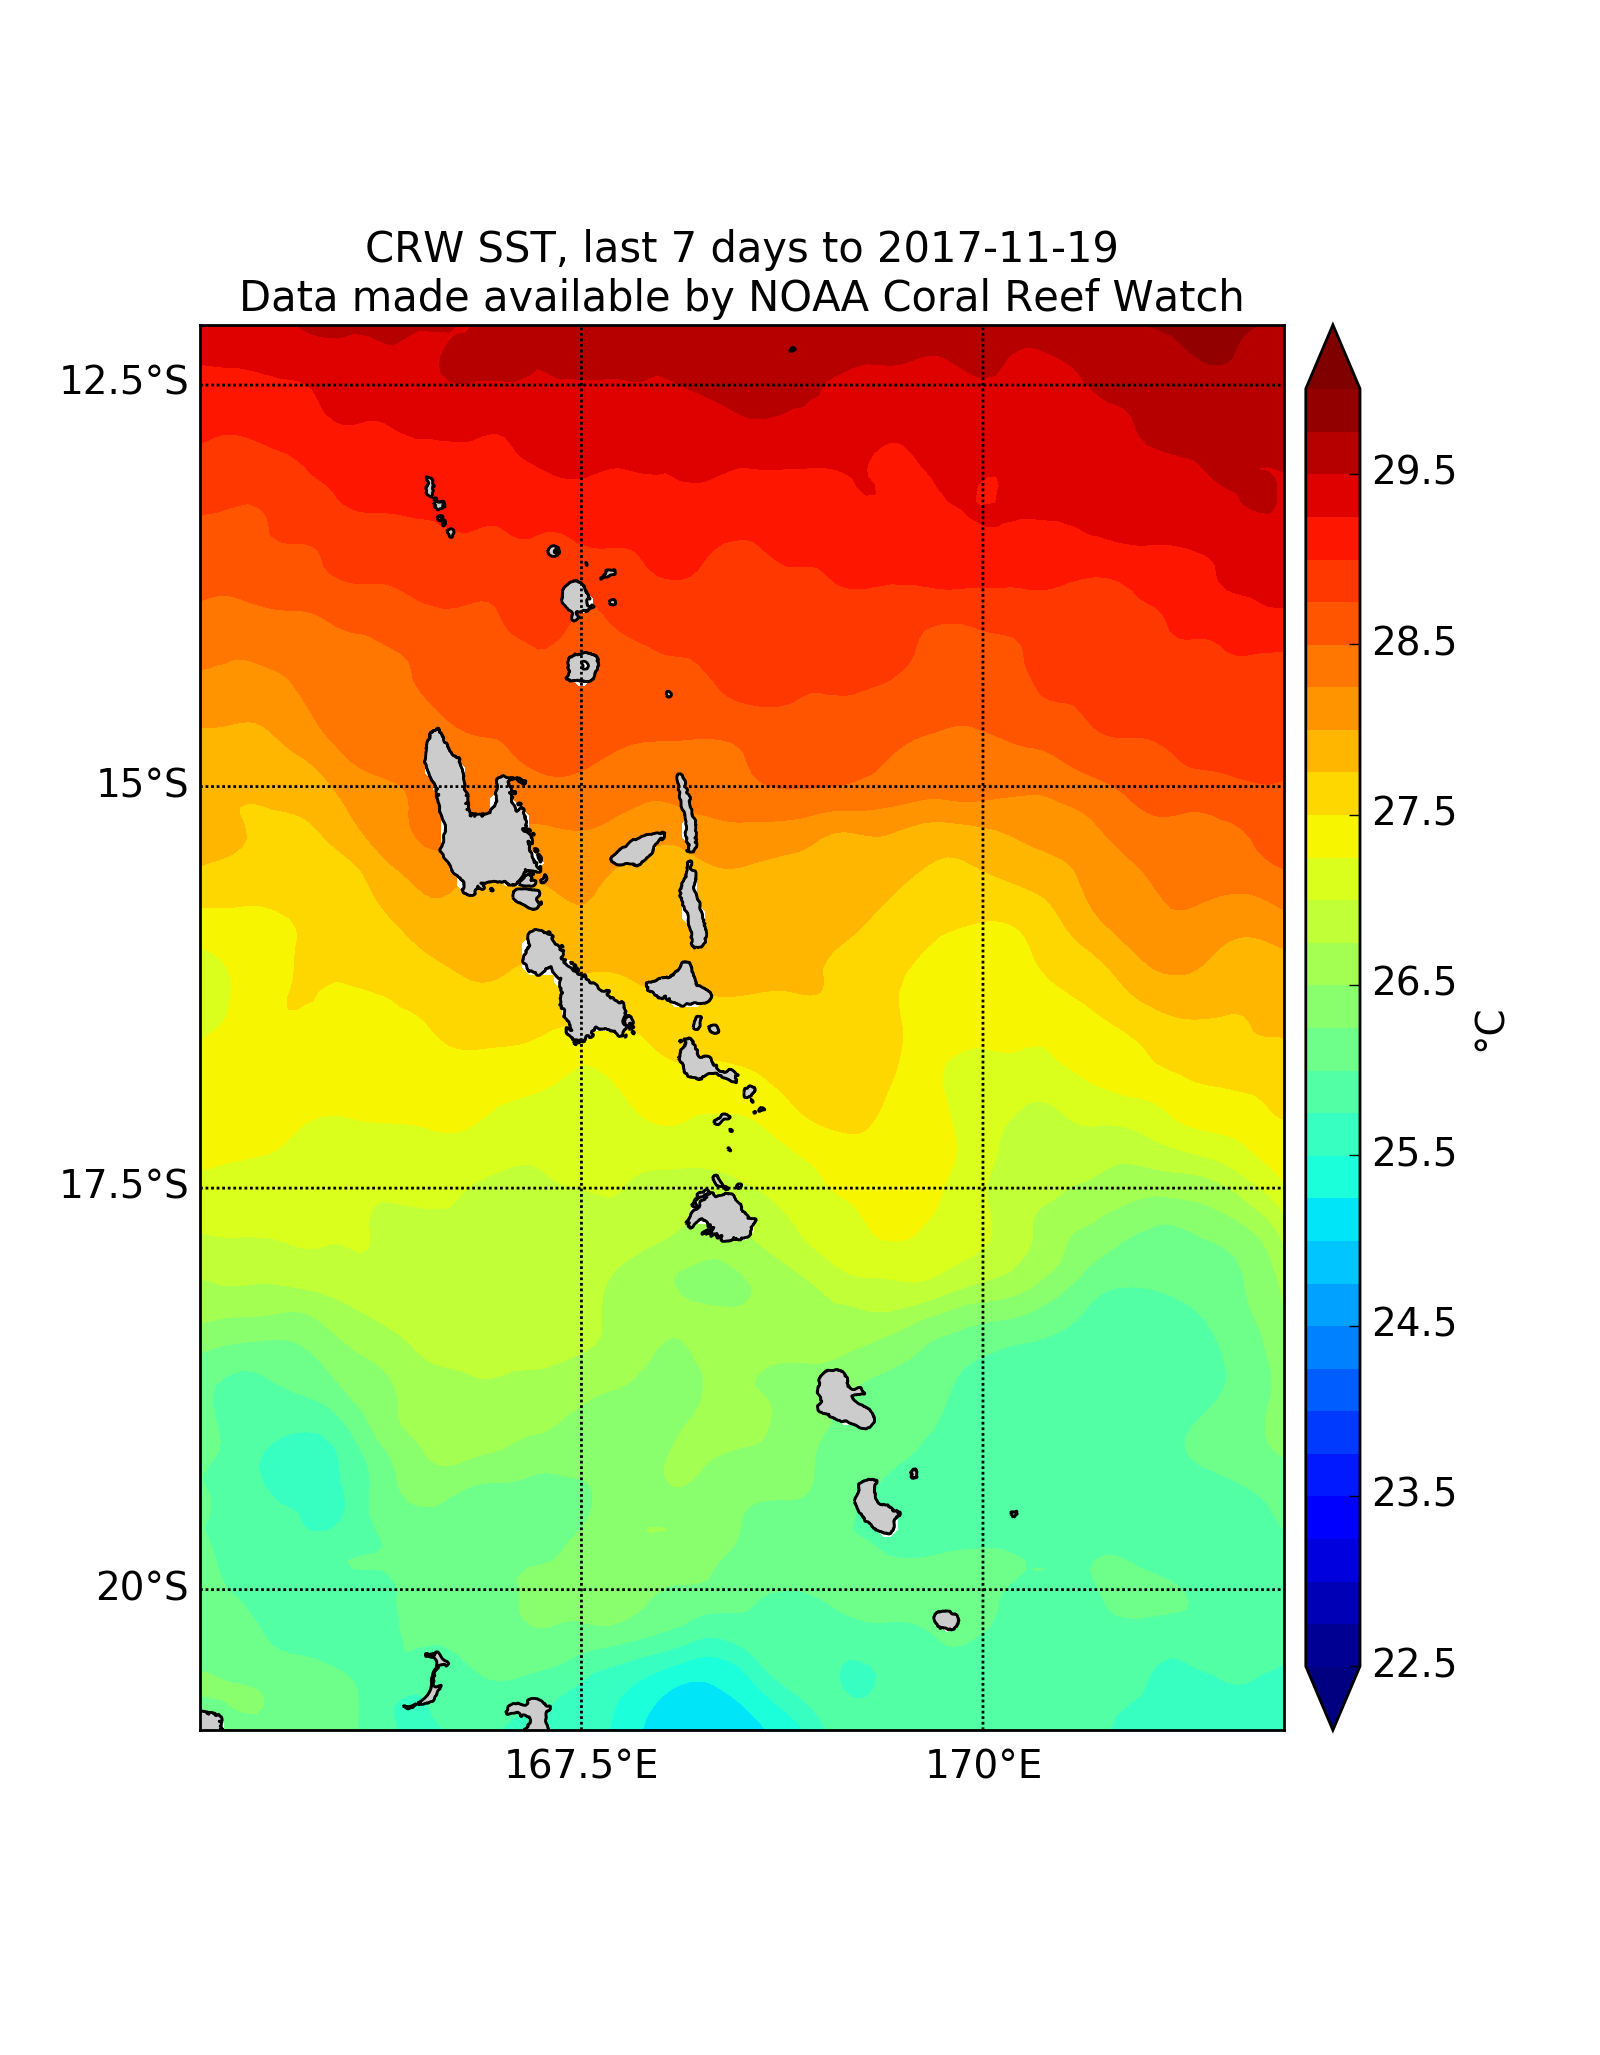 CRW SST, last 7 days to 2017-11-19
Data made available by NOAA Coral Reef Watch
12.5°S
15°S
17.5°S
20°S
167.5°E
170°E
29.5
28.5
27.5
26.5
25.5
24.5
23.5
22.5
°C